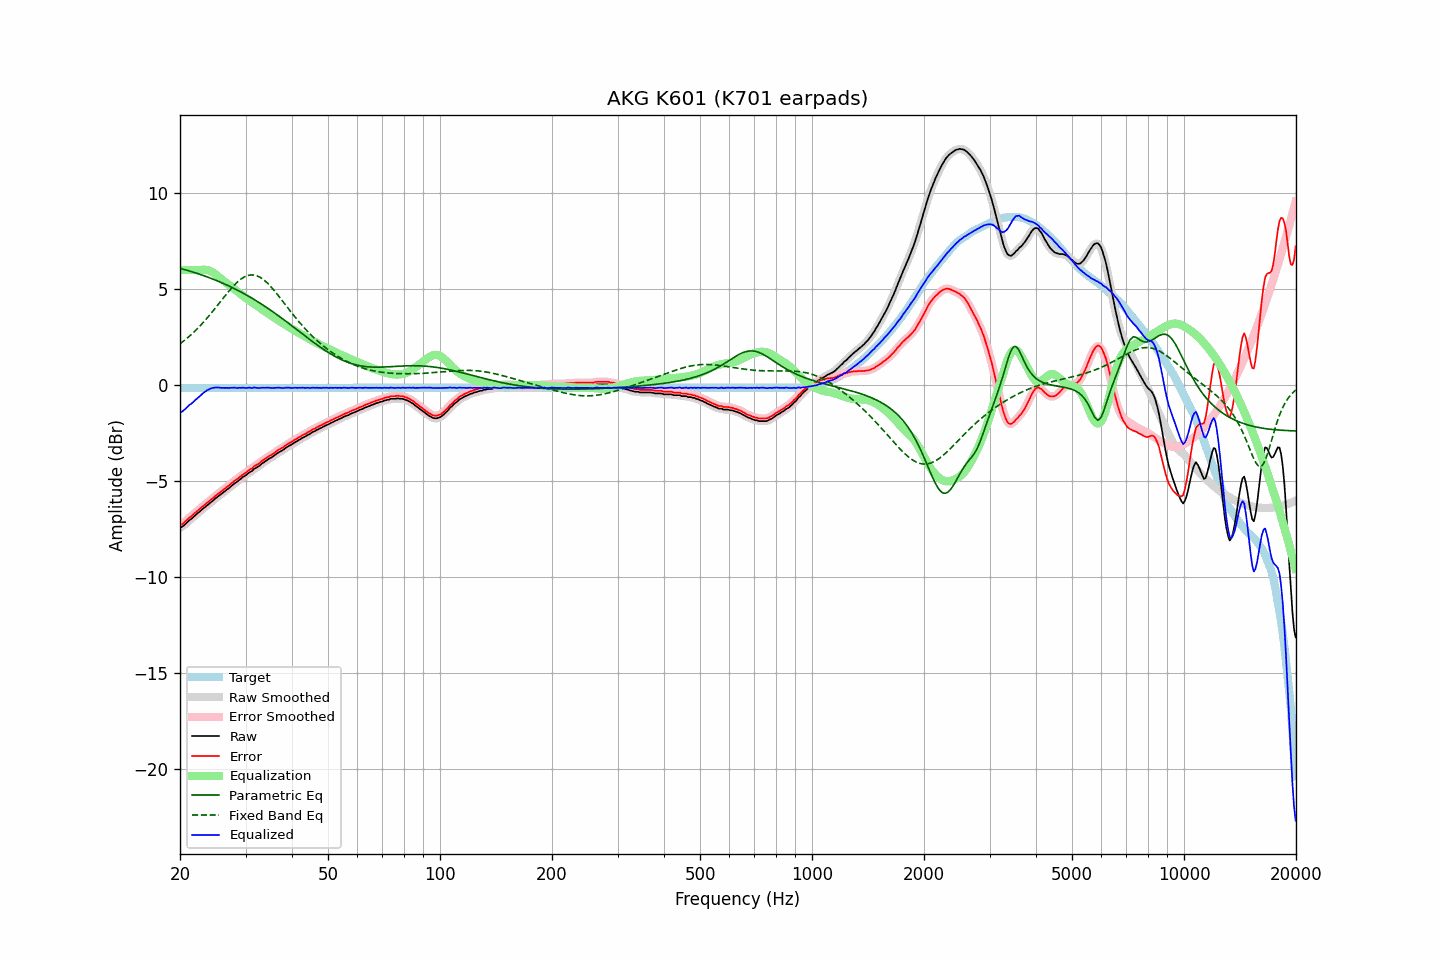 AKG K601 (K701 earpads)
Amplitude (dBr)
10
5
0
−5
−10
−15
−20
Target
Raw Smoothed
Error Smoothed
Raw
Error
Equalization
Parametric Eq
Fixed Band Eq
Equalized
20 50 100 200 500 1000 2000 5000 10000 20000
Frequency (Hz)